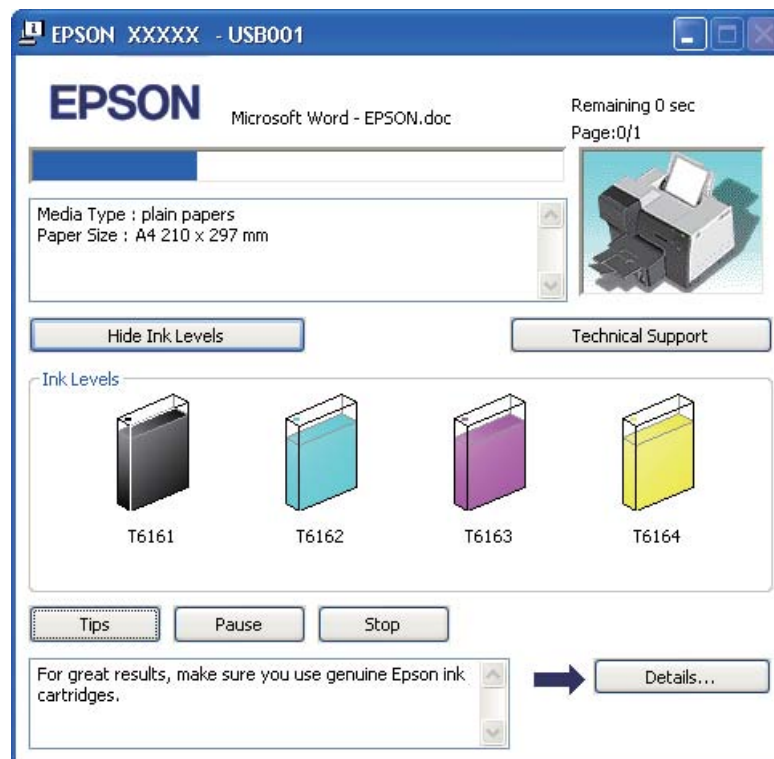 EPSON XXXXX - USB001
EPSON
Microsoft Word - EPSON.doc
Remaining 0 sec
Page:0/1
Media Type : plain papers
Paper Size : A4 210 x 297 mm
Hide Ink Levels
Technical Support
Ink Levels
T6161
T6162
T6163
T6164
Tips
Pause
Stop
For great results, make sure you use genuine Epson ink
cartridges.
Details...